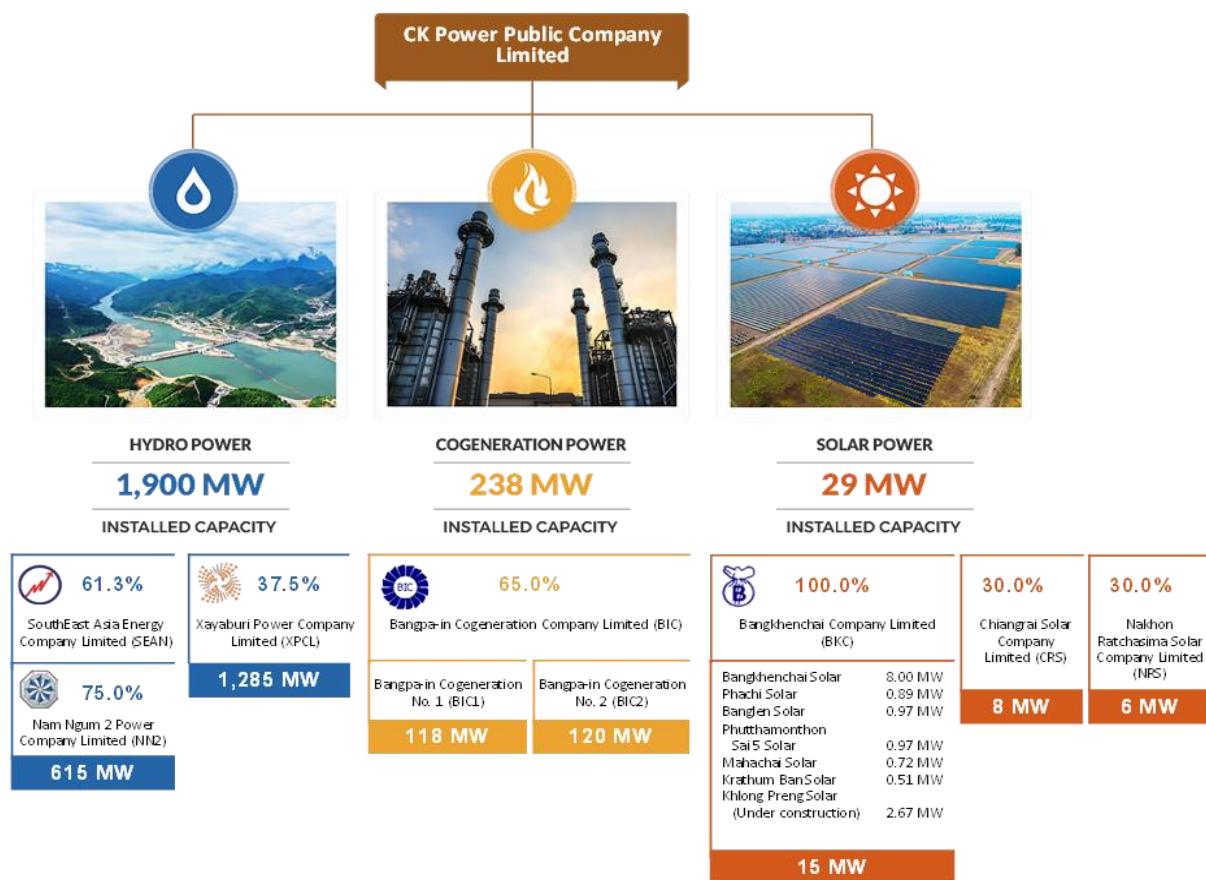 CK Power Public Company
Limited
HYDRO POWER
1,900 MW
INSTALLED CAPACITY
COGENERATION POWER
238 MW
INSTALLED CAPACITY
SOLAR POWER
29 MW
INSTALLED CAPACITY
61.3%
SouthEast Asia Energy
Company Limited (SEAN)
75.0%
Nam Ngum 2 Power
Company Limited (NN2)
615 MW
37.5%
Xayaburi Power Company
Limited (XPCL)
1,285 MW
BIC
65.0%
Bangpa-in Cogeneration Company Limited (BIC)
Bangpa-in Cogeneration
No. 1 (BIC1)
118 MW
Bangpa-in Cogeneration
No. 2 (BIC2)
120 MW
B
100.0%
Bangkhenchai Company Limited
(BKC)
Bangkhenchai Solar 8.00 MW
Phachi Solar 0.89 MW
Banglen Solar 0.97 MW
Phutthamonthon
Sai 5 Solar 0.97 MW
Mahachai Solar 0.72 MW
Krathum Ban Solar 0.51 MW
Khlong Preng Solar
(Under construction) 2.67 MW
15 MW
30.0%
Chiangrai Solar
Company
Limited (CRS)
8 MW
30.0%
Nakhon
Ratchasima Solar
Company Limited
(NRS)
6 MW